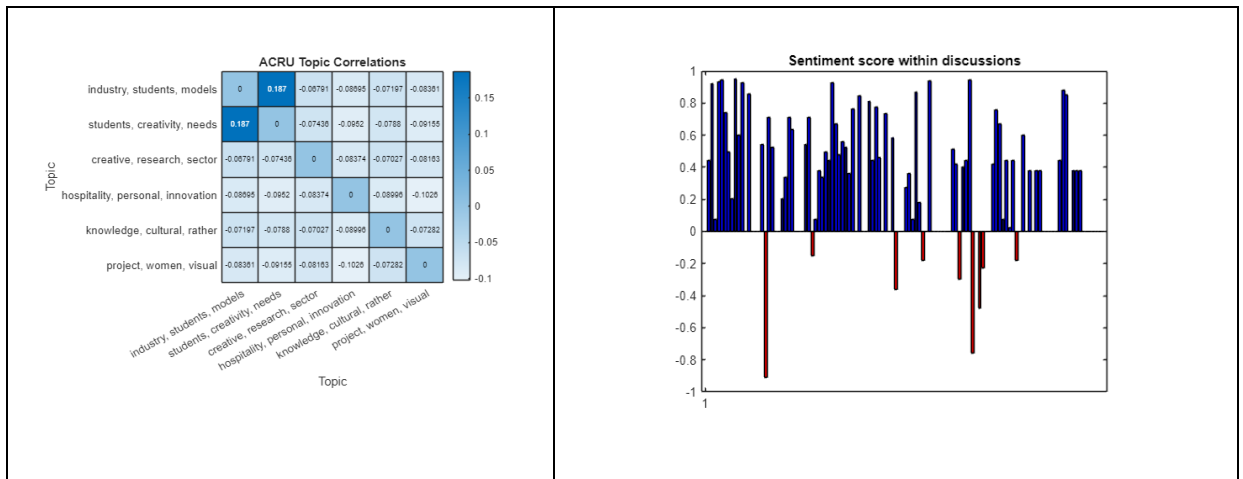 ACRU Topic Correlations
industry, students, models
0 0.187 -0.06791 -0.08695 -0.07197 -0.08361
students, creativity, needs
0.187 0 -0.07436 -0.0952 -0.0788 -0.09155
creative, research, sector
-0.06791 -0.07436 0 -0.08374 -0.07027 -0.08163
hospitality, personal, innovation
-0.08695 -0.0952 -0.08374 0 -0.08996 -0.1026
knowledge, cultural, rather
-0.07197 -0.0788 -0.07027 -0.08996 0 -0.07282
project, women, visual
-0.08361 -0.09155 -0.08163 -0.1026 -0.07282 0
Topic
0.15
0.1
0.05
0
-0.05
-0.1
industry, students, models
students, creativity, needs
creative, research, sector
hospitality, personal, innovation
knowledge, cultural, rather
project, women, visual
Topic
Sentiment score within discussions
1
0.8
0.6
0.4
0.2
0
-0.2
-0.4
-0.6
-0.8
-1
1